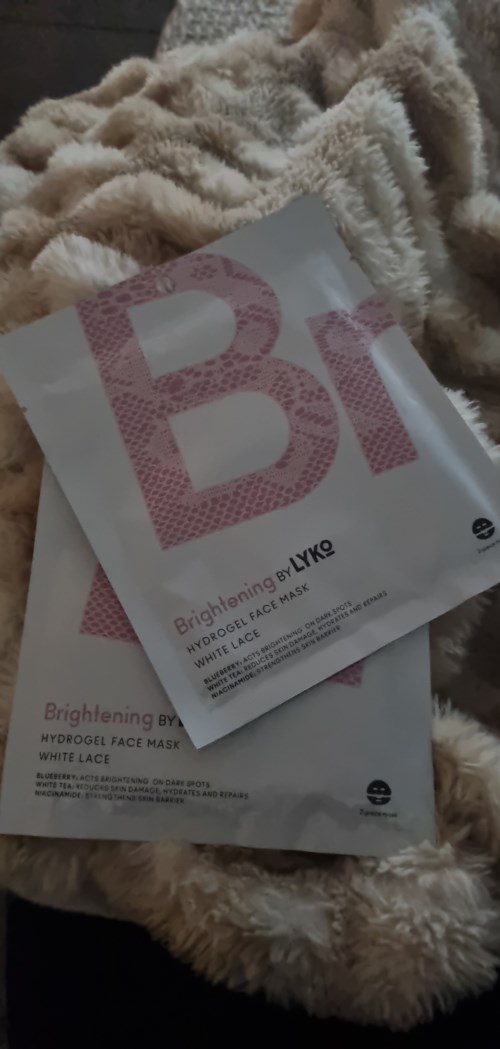 Br
Brightening BY LYKO
HYDROGEL FACE MASK
WHITE LACE
BLUEBERRY: ACTS BRIGHTENING ON DARK SPOTS
WHITE TEA: REDUCES SKIN DAMAGE, HYDRATES AND REPAIRS
NIACINAMIDE: STRENGTHENS SKIN BARRIER
Brightening BY
HYDROGEL FACE MASK
WHITE LACE
BLUEBERRY: ACTS BRIGHTENING ON DARK SPOTS
WHITE TEA: REDUCES SKIN DAMAGE, HYDRATES AND REPAIRS
NIACINAMIDE: STRENGTHENS SKIN BARRIER